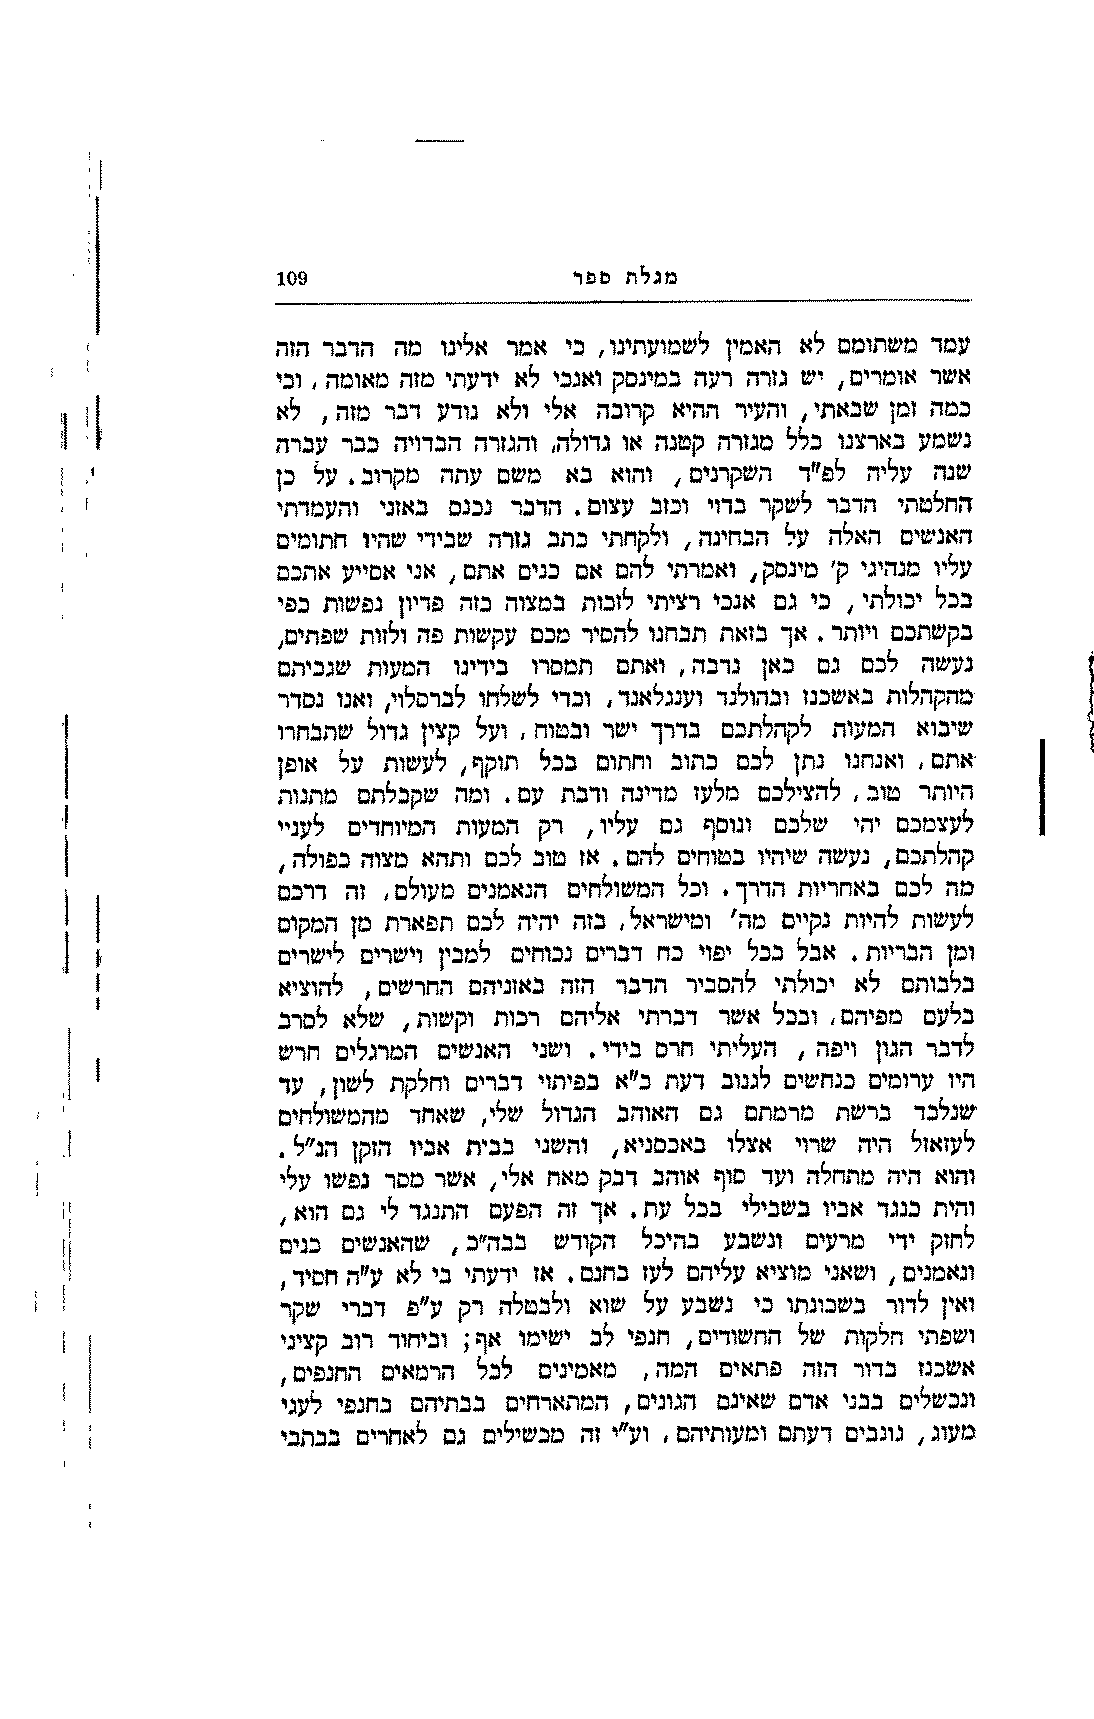 מגלת ספר 109
עמד משתומם לא האמין לשמועתינו, כי אמר אלינו מה הדבר הזה
אשר אומרים, יש גזרה רעה במינסק ואנכי לא ידעתי מזה מאומה, וכי
כמה זמן שבאתי, והעיר ההיא קרובה אלי ולא נודע דבר מזה, לא
נשמע בארצנו כלל מגזרה קטנה או גדולה, והגזרה הבדויה כבר עברה
שנה עליה לפ"ד השקרנים, והוא בא משם עתה מקרוב. על כן
החלטתי הדבר לשקר בדוי וכזב עצום. הדבר נכנס באזני והעמדתי
האנשים האלה על הבחינה, ולקחתי כתב גזרה שבידי שהיו חתומים
עליו מנהיגי ק' מינסק, ואמרתי להם אם כנים אתם, אני אסייע אתכם
בכל יכולתי, כי גם אנכי רציתי לזכות במצוה כזה פדיון נפשות כפי
בקשתכם ויותר. אך בזאת תבחנו להסיר מכם עקשות פה ולזות שפתים,
נעשה לכם גם כאן נדבה, ואתם תמסרו בידינו המעות שגביתם
מהקהלות באשכנז ובהולנד וענגלאנד, וכדי לשלחו לברסלוי, ואנו נסדר
שיבוא המעות לקהלתכם בדרך ישר ובטוח, ועל קצין גדול שתבחרו
אתם, ואנחנו נתן לכם כתוב וחתום בכל תוקף, לעשות על אופן
היותר טוב, להצילכם מלעז מדינה ודבת עם. ומה שקבלתם מתנות
לעצמכם יהי שלכם ונוסף גם עליו, רק המעות המיוחדים לעניי
קהלתכם, נעשה שיהיו בטוחים להם. אז טוב לכם ותהא מצוה כפולה,
מה לכם באחריות הדרך. וכל המשולחים הנאמנים מעולם, זה דרכם
לעשות להיות נקיים מה' ומישראל, בזה יהיה לכם תפארת מן המקום
ומן הבריות. אבל בכל יפוי כח דברים נכוחים למבין וישרים לישרים
בלבותם לא יכולתי להסביר הדבר הזה באוניהם החרשים, להוציא
בלעם מפיהם, ובכל אשר דברתי אליהם רכות וקשות, שלא לסרב
לדבר הגון ויפה, העליתי חרס בידי. ושני האנשים המרגלים חרש
היו ערומים כנחשים לגנוב דעת כ"א בפיתוי דברים וחלקת לשון, עד
שנלכד ברשת מרמתם גם האוהב הגדול שלי, שאחד מהמשולחים
לעזאזל היה שרוי אצלו באכסניא, והשני בבית אביו הזקן הנ"ל.
והוא היה מתחלה ועד סוף אוהב דבק מאח אלי, אשר מסר נפשו עלי
והית כנגד אביו בשבילי בכל עת. אך זה הפעם התנגד לי גם הוא,
לחזק ידי מרעים ונשבע בהיכל הקודש בבה"כ, שהאנשים כנים
ונאמנים, ושאני מוציא עליהם לעז בחנם. אז ידעתי בי לא ע"ה חסיד,
ואין לדור בשכונתו כי נשבע על שוא ולבטלה רק ע"פ דברי שקר
ושפתי חלקות של החשודים, חנפי לב ישימו אף; וביחוד רוב קציני
אשכנז בדור הזה פתאים המה, מאמינים לכל הרמאים החנפים,
ונכשלים בבני אדם שאינם הגונים, המתארחים בבתיהם בחנפי לעגי
מעוג, גונבים דעתם ומעותיהם, וע"י זה מכשילים גם לאחרים בכתבי